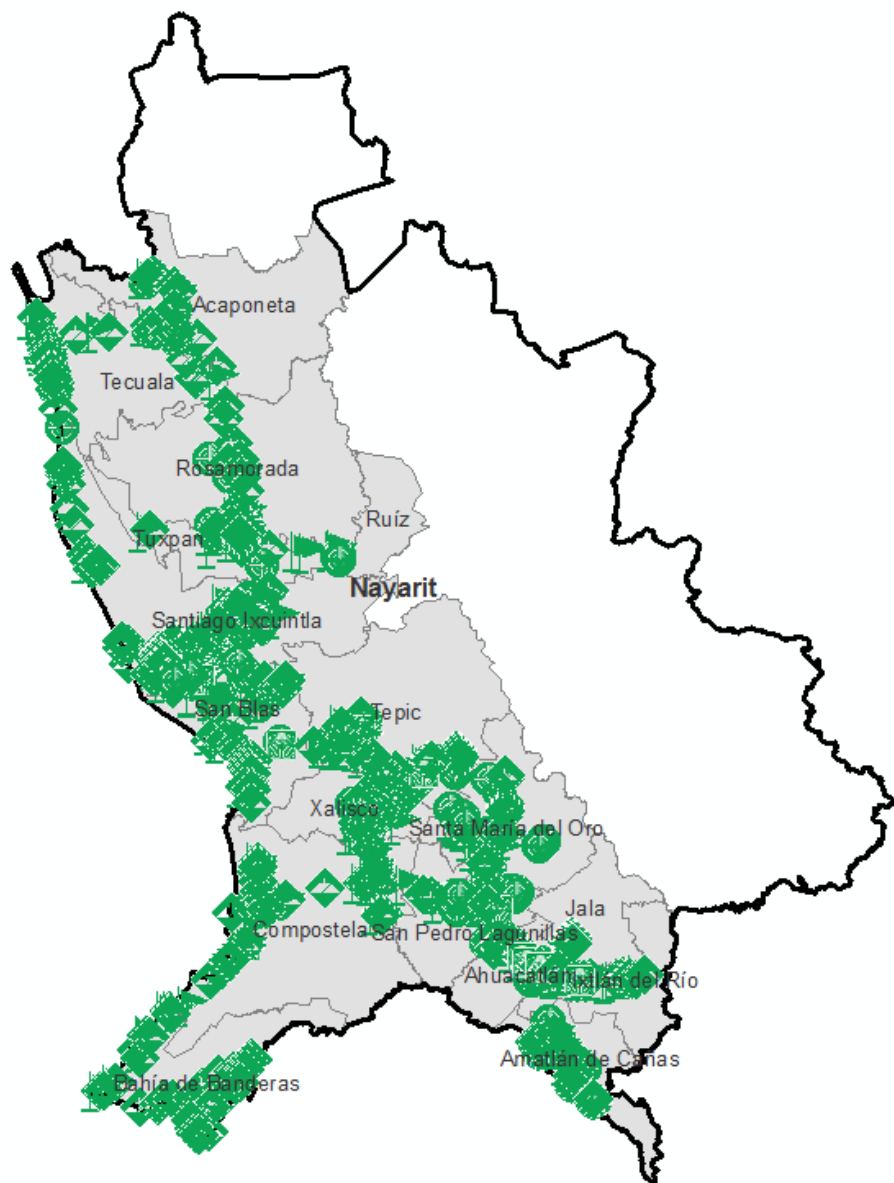 Acaponeta
Tecuala
Rosamorada
Ruíz
Tuxpan
Nayarit
Santiago Ixcuintla
San Blas
Tepic
Xalisco
Santa María del Oro
Jala
Compostela
San Pedro Lagunillas
Ahuacatlán
Ixtlán del Río
Amatlán de Cañas
Bahía de Banderas